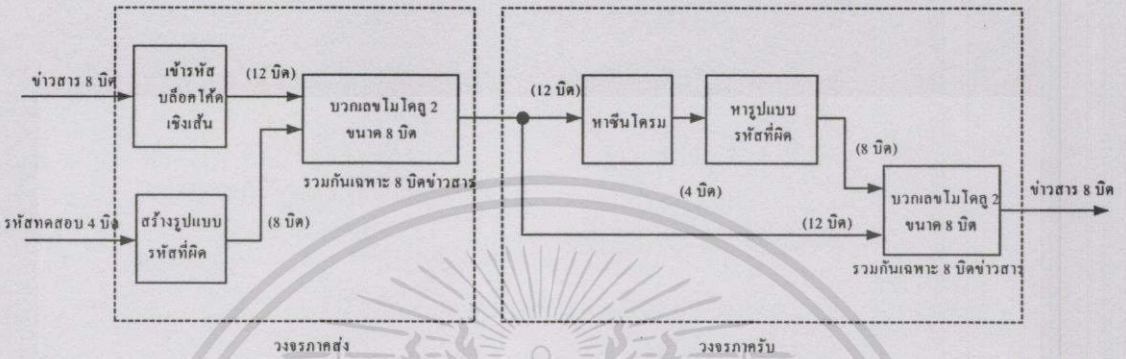 ข่าวสาร 8 บิต
เข้ารหัส
บล็อคโค้ด
เชิงเส้น
(12 บิต)
บวกเลขโมโดลู 2
ขนาด 8 บิต
รวมกันเฉพาะ 8 บิตข่าวสาร
รหัสทดสอบ 4 บิต
สร้างรูปแบบ
รหัสที่ผิด
(8 บิต)
วงจรภาคส่ง
(12 บิต)
หาซินโดรม
หารูปแบบ
รหัสที่ผิด
(4 บิต)
(8 บิต)
(12 บิต)
บวกเลขโมโดลู 2
ขนาด 8 บิต
ข่าวสาร 8 บิต
รวมกันเฉพาะ 8 บิตข่าวสาร
วงจรภาครับ